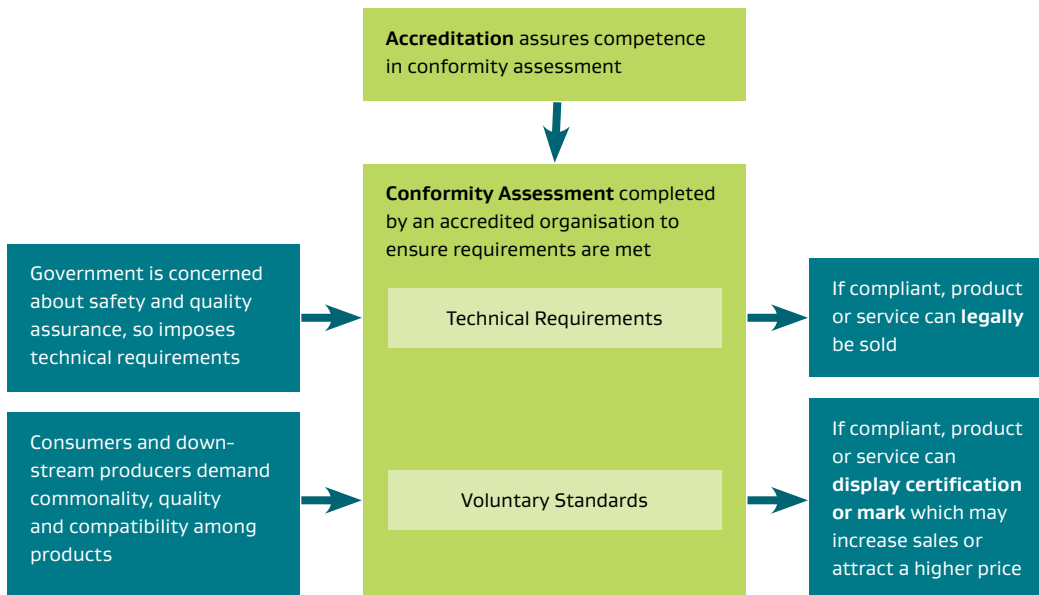 Accreditation assures competence
in conformity assessment
Conformity Assessment completed
by an accredited organisation to
ensure requirements are met
Government is concerned
about safety and quality
assurance, so imposes
technical requirements
Technical Requirements
If compliant, product
or service can legally
be sold
Consumers and down-
stream producers demand
commonality, quality
and compatibility among
products
Voluntary Standards
If compliant, product
or service can
display certification
or mark which may
increase sales or
attract a higher price